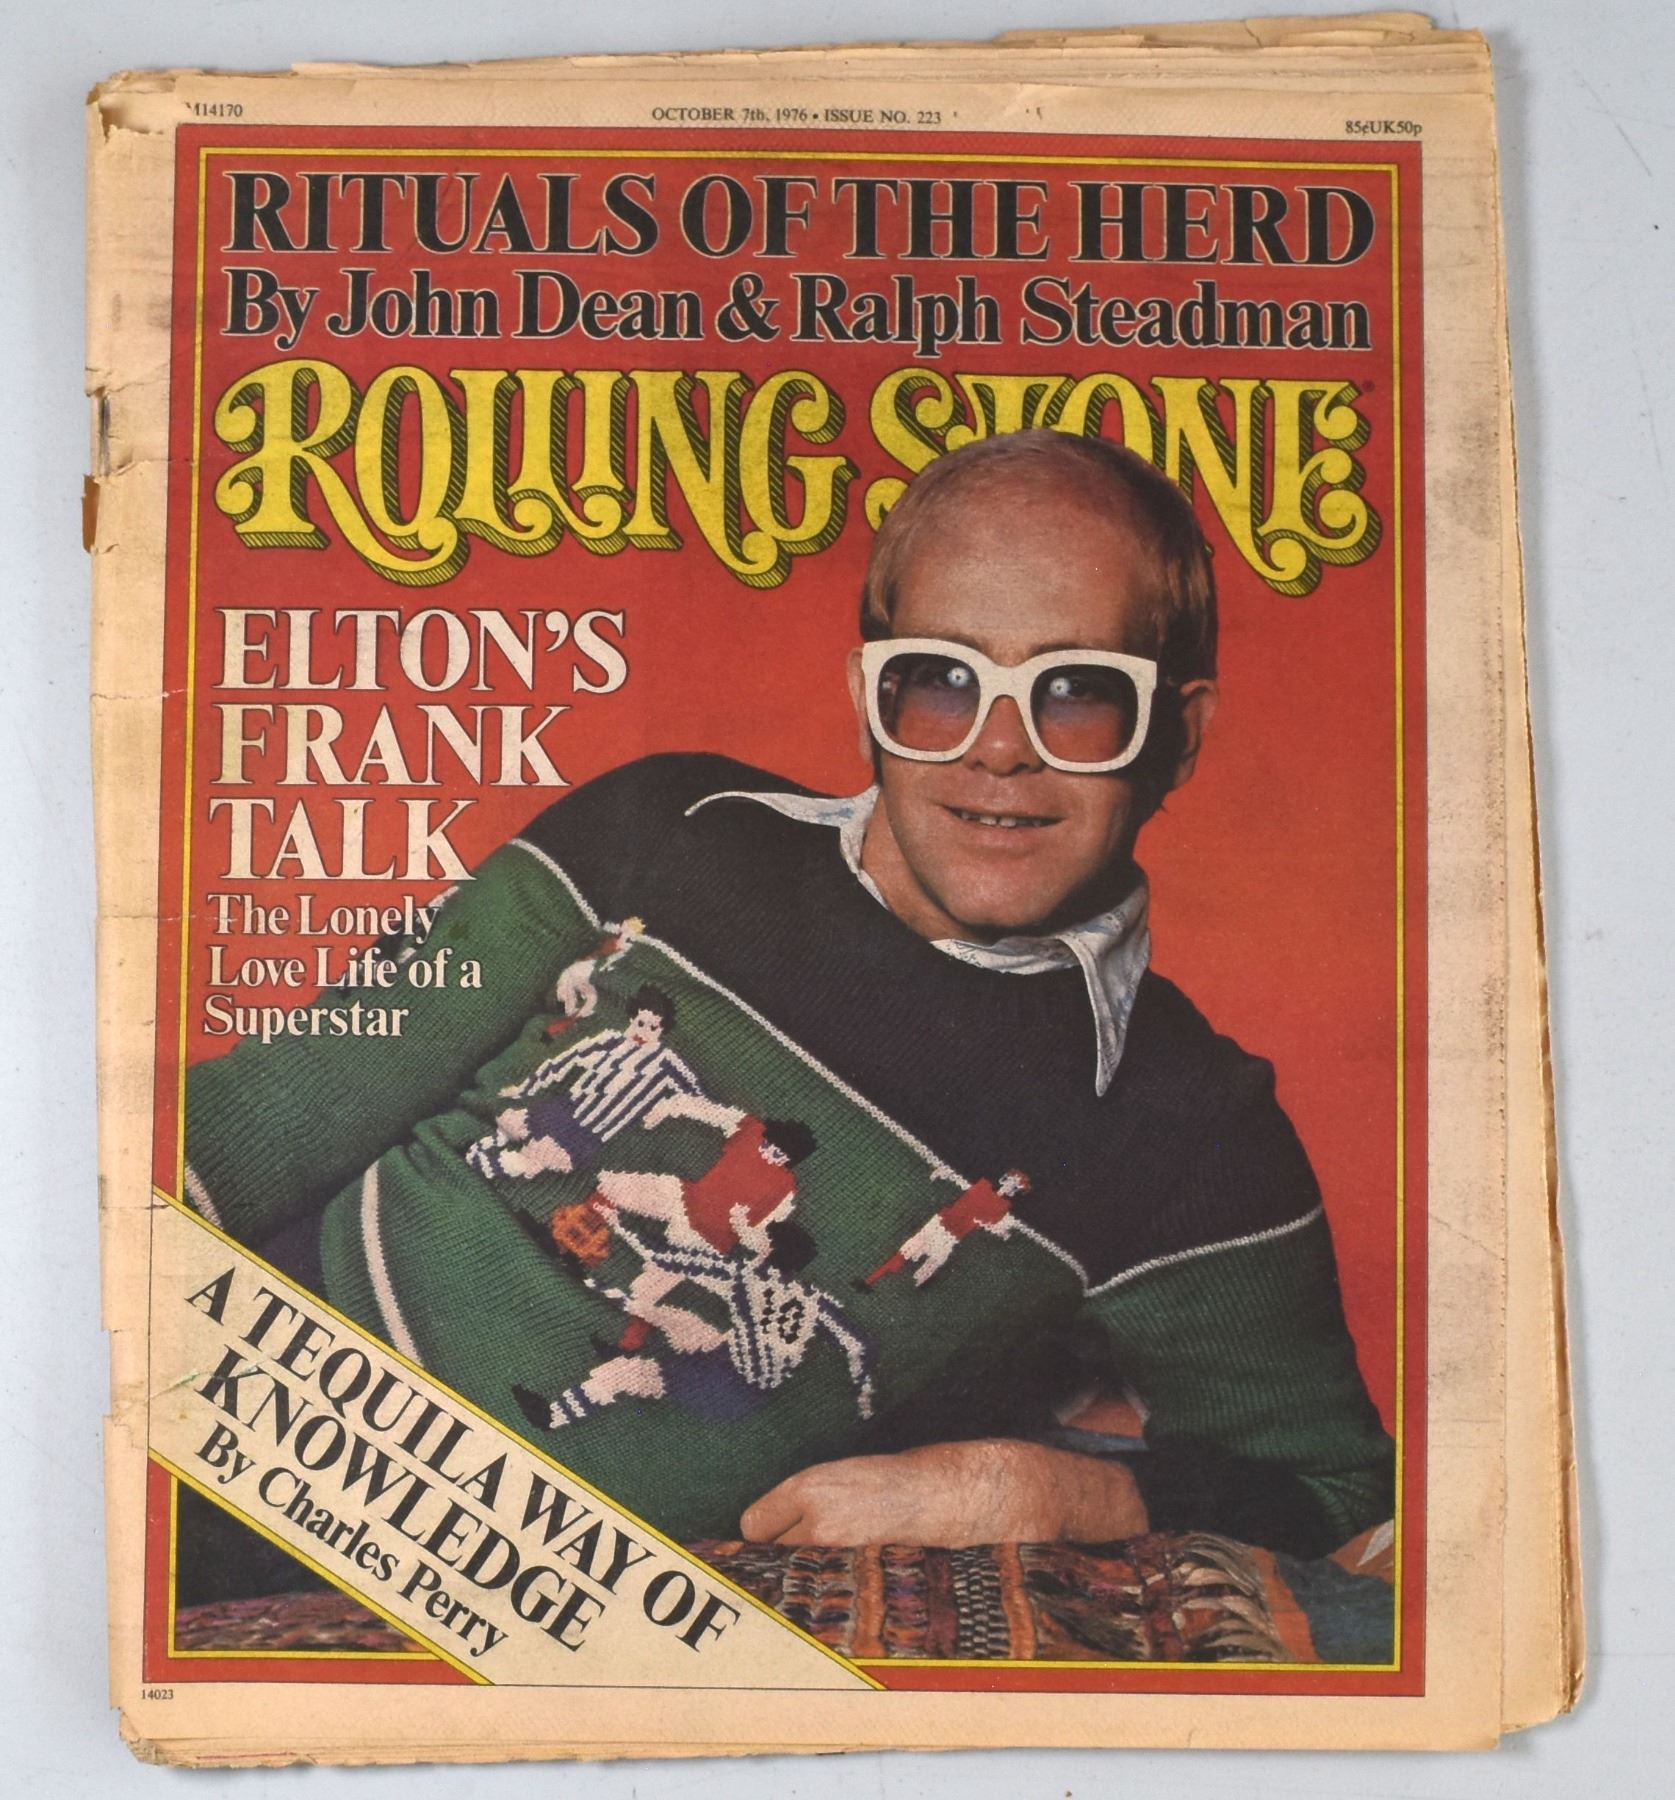 M14170
OCTOBER 7th, 1976 • ISSUE NO. 223
85¢ UK50p
RITUALS OF THE HERD
By John Dean & Ralph Steadman
ROLLING STONE®
ELTON'S
FRANK
TALK
The Lonely
Love Life of a
Superstar
A TEQUILA WAY OF
KNOWLEDGE
By Charles Perry
14023